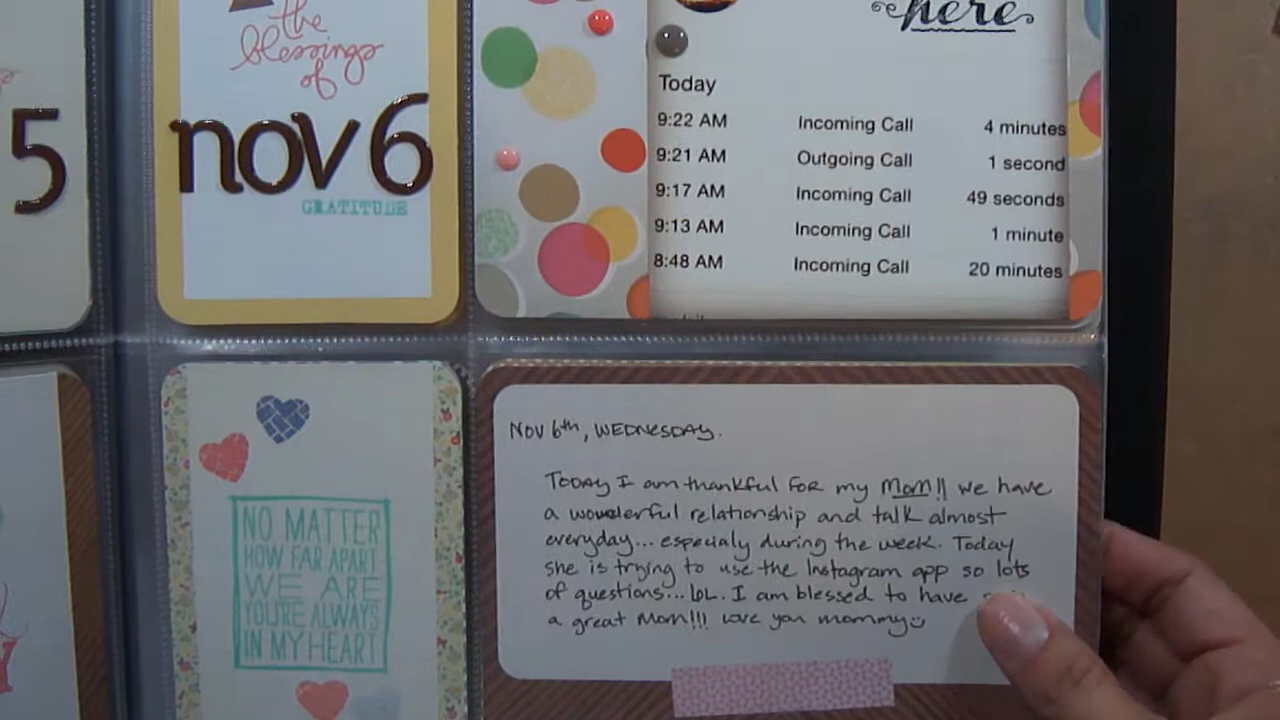 5
the
blessings
of
nov 6
GRATITUDE
here
Today
9:22 AM Incoming Call 4 minutes
9:21 AM Outgoing Call 1 second
9:17 AM Incoming Call 49 seconds
9:13 AM Incoming Call 1 minute
8:48 AM Incoming Call 20 minutes
NO MATTER
HOW FAR APART
WE ARE
YOU'RE ALWAYS
IN MY HEART
Nov 6th, WEDNESDAY.
Today I am thankful for my Mom!! we have
a wonderful relationship and talk almost
everyday... especialy during the week. Today
she is trying to use the Instagram app so lots
of questions... LOL. I am blessed to have
a great Mom!!! Love you mommy☺